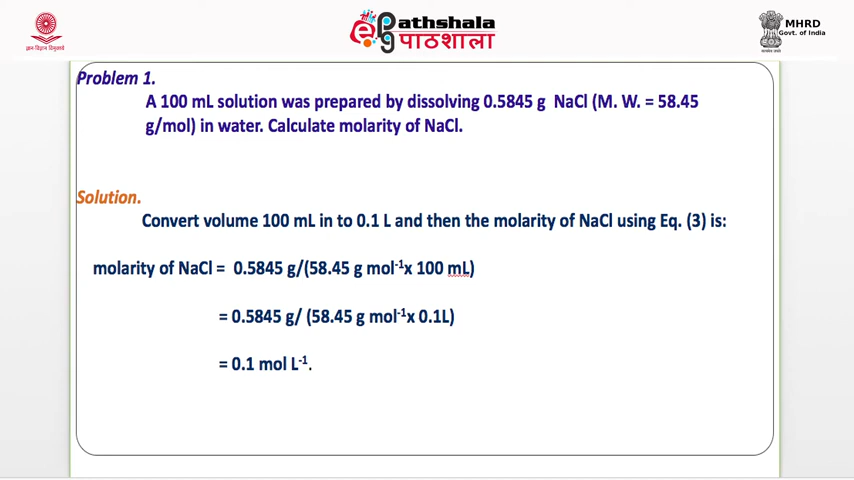 Pathshala
पाठशाला
MHRD
Govt. of India
Problem 1.
A 100 mL solution was prepared by dissolving 0.5845 g NaCl (M. W. = 58.45
g/mol) in water. Calculate molarity of NaCl.
Solution.
Convert volume 100 mL in to 0.1 L and then the molarity of NaCl using Eq. (3) is:
molarity of NaCl = 0.5845 g/(58.45 g mol⁻¹x 100 mL)
= 0.5845 g/ (58.45 g mol⁻¹x 0.1L)
= 0.1 mol L⁻¹.